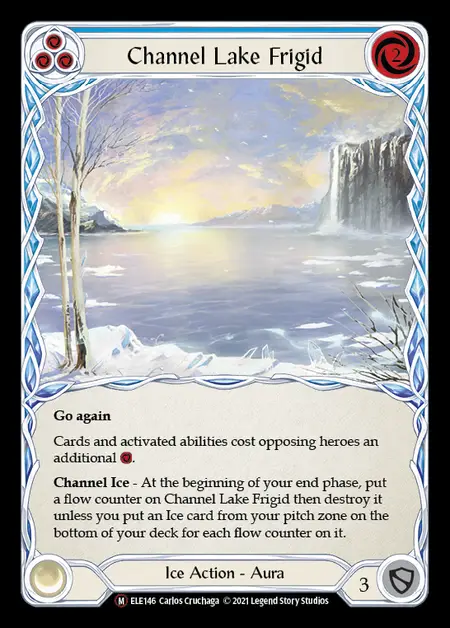 Channel Lake Frigid
2
Go again
Cards and activated abilities cost opposing heroes an
additional .
Channel Ice - At the beginning of your end phase, put
a flow counter on Channel Lake Frigid then destroy it
unless you put an Ice card from your pitch zone on the
bottom of your deck for each flow counter on it.
Ice Action - Aura
3
M ELE146 Carlos Cruchaga © 2021 Legend Story Studios